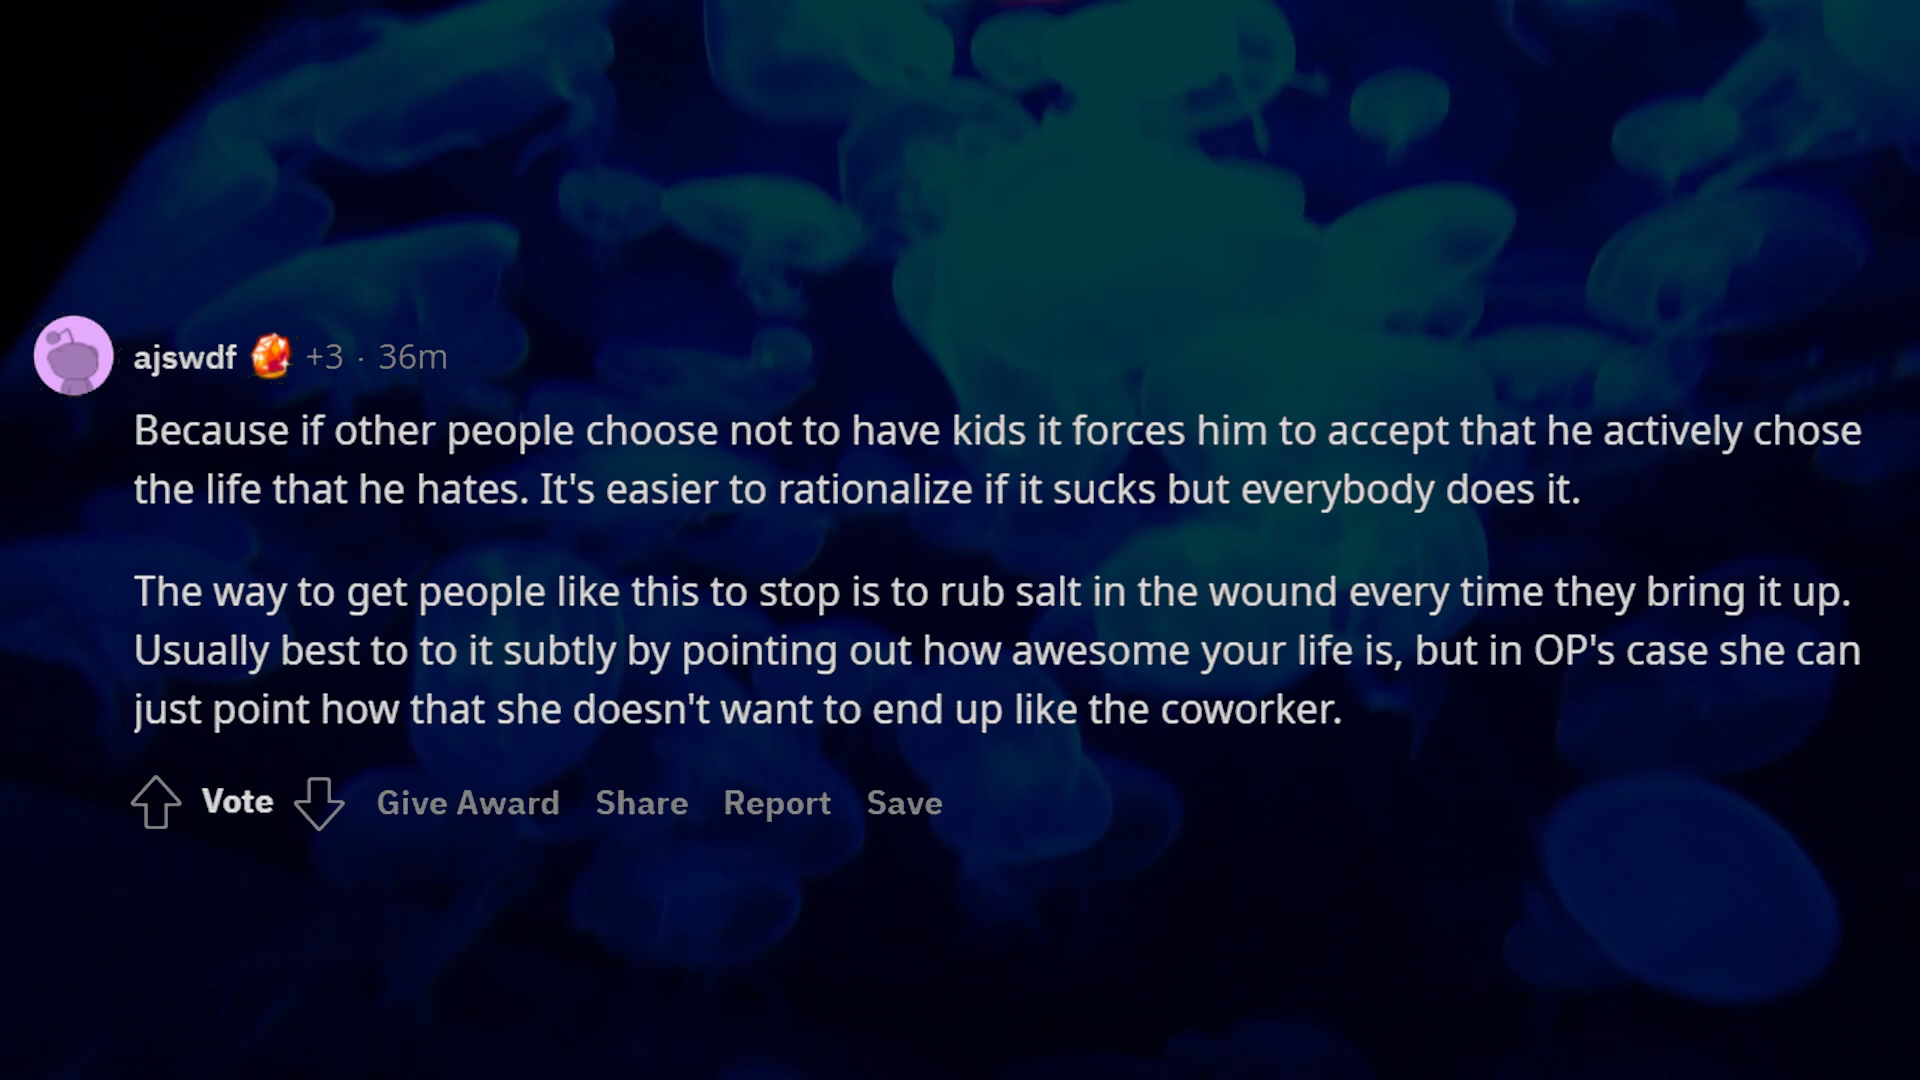 ajswdf +3 · 36m
Because if other people choose not to have kids it forces him to accept that he actively chose
the life that he hates. It's easier to rationalize if it sucks but everybody does it.
The way to get people like this to stop is to rub salt in the wound every time they bring it up.
Usually best to to it subtly by pointing out how awesome your life is, but in OP's case she can
just point how that she doesn't want to end up like the coworker.
Vote Give Award Share Report Save